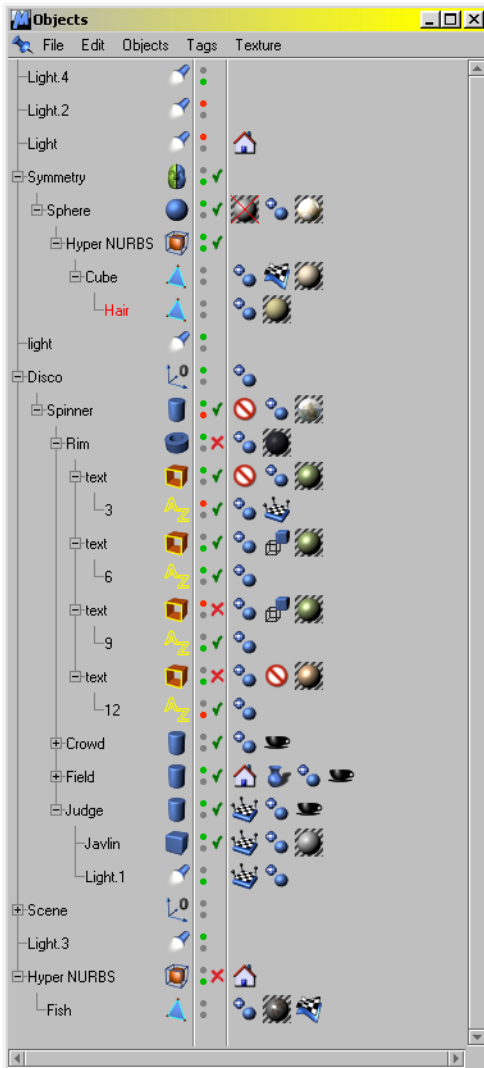 Objects
File Edit Objects Tags Texture
Light.4
Light.2
Light
Symmetry
Sphere
Hyper NURBS
Cube
Hair
light
Disco
Spinner
Rim
text
3
text
6
text
9
text
12
Crowd
Field
Judge
Javlin
Light.1
Scene
Light.3
Hyper NURBS
Fish